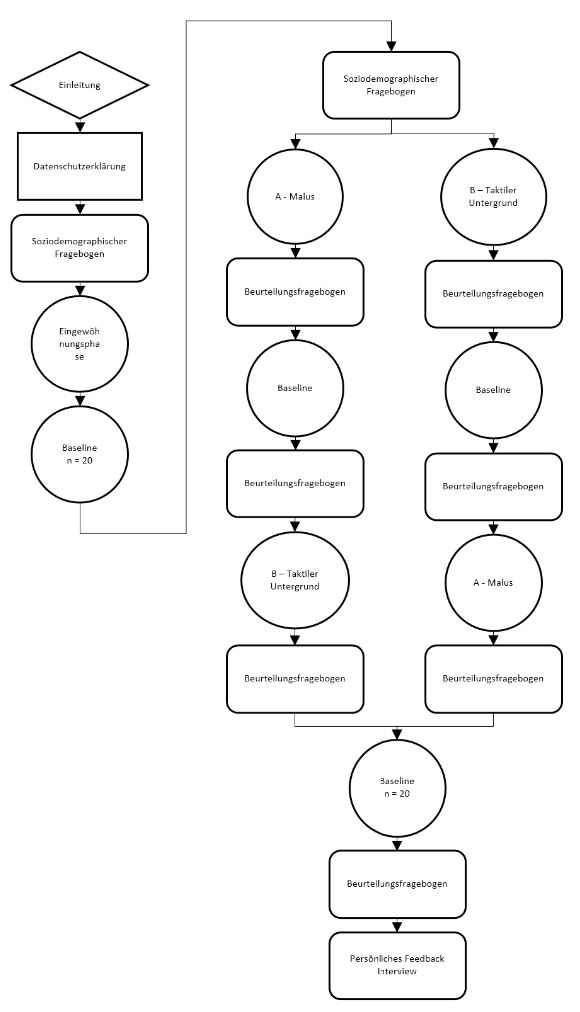 Einleitung
Datenschutzerklärung
Soziodemographischer
Fragebogen
Eingewöh
nungspha
se
Baseline
n = 20
Soziodemographischer
Fragebogen
A - Malus
Beurteilungsfragebogen
Baseline
Beurteilungsfragebogen
B – Taktiler
Untergrund
Beurteilungsfragebogen
B – Taktiler
Untergrund
Beurteilungsfragebogen
Baseline
Beurteilungsfragebogen
A - Malus
Beurteilungsfragebogen
Baseline
n = 20
Beurteilungsfragebogen
Persönliches Feedback
Interview